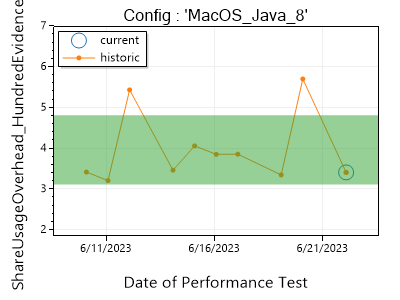 Config : 'MacOS_Java_8'
ShareUsageOverhead_HundredEvidence
7
6
5
4
3
2
current
historic
6/11/2023
6/16/2023
6/21/2023
Date of Performance Test